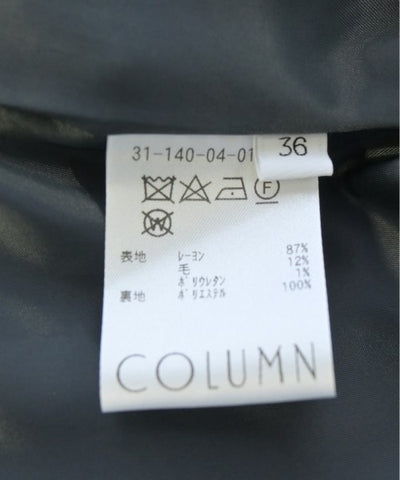 31-140-04-01
36
F
W
表地 レーヨン 87%
毛 12%
ポリウレタン 1%
裏地 ポリエステル 100%
COLUMN